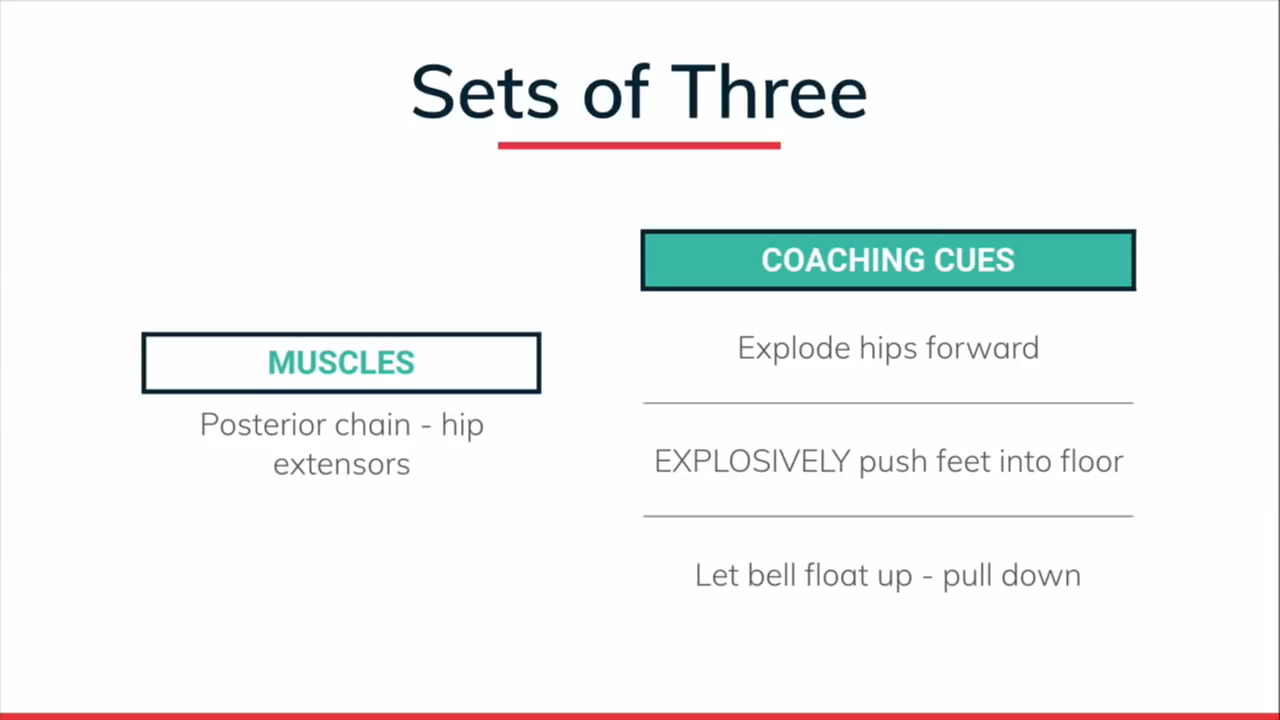 Sets of Three
MUSCLES
Posterior chain - hip
extensors
COACHING CUES
Explode hips forward
EXPLOSIVELY push feet into floor
Let bell float up - pull down